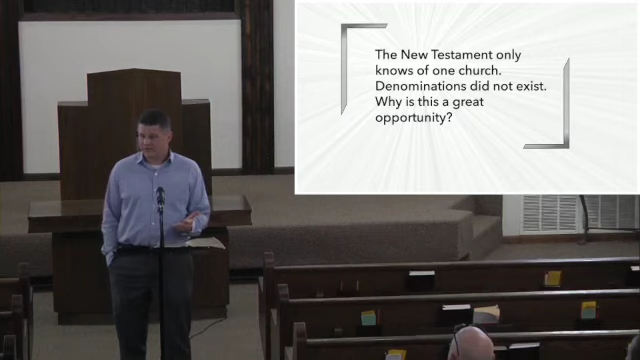 The New Testament only
knows of one church.
Denominations did not exist.
Why is this a great
opportunity?